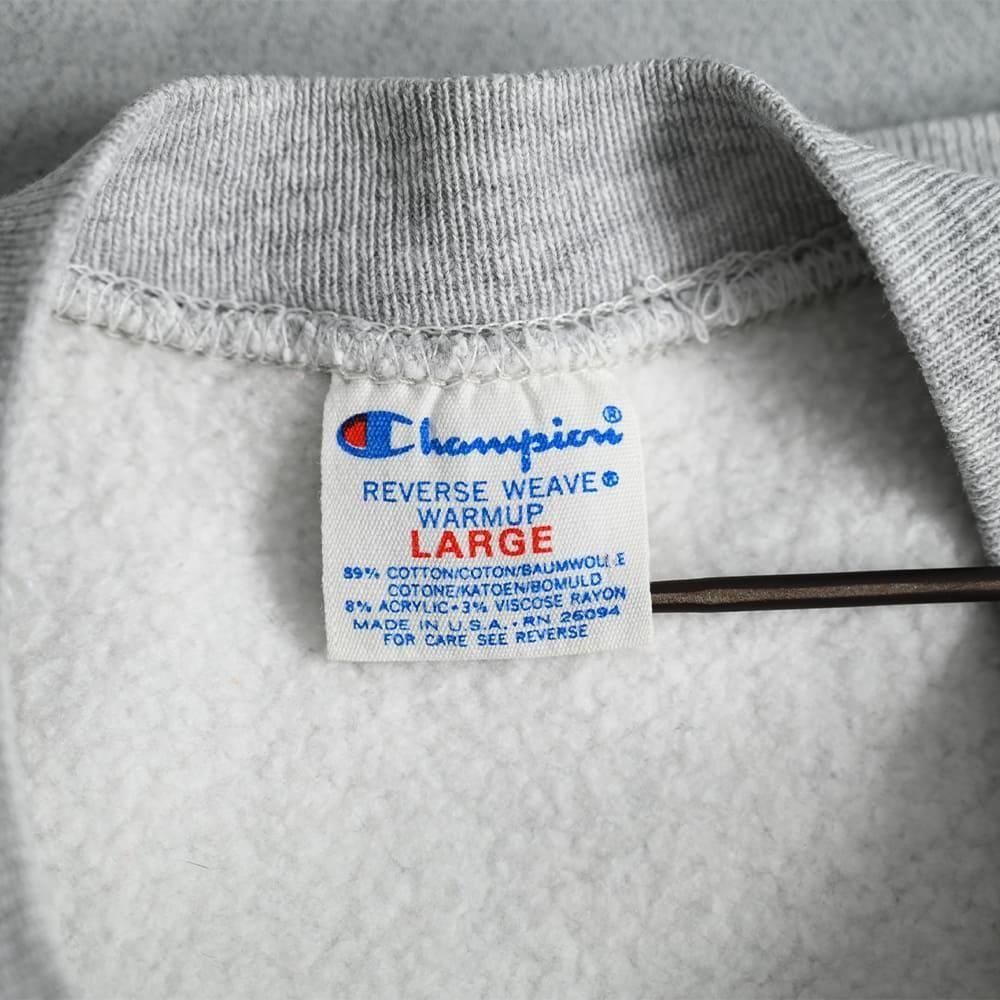 Champion®
REVERSE WEAVE®
WARMUP
LARGE
89% COTTON/COTON/BAUMWOLLE
COTONE/KATOEN/BOMULD
8% ACRYLIC•3% VISCOSE RAYON
MADE IN U.S.A.•RN 26094
FOR CARE SEE REVERSE